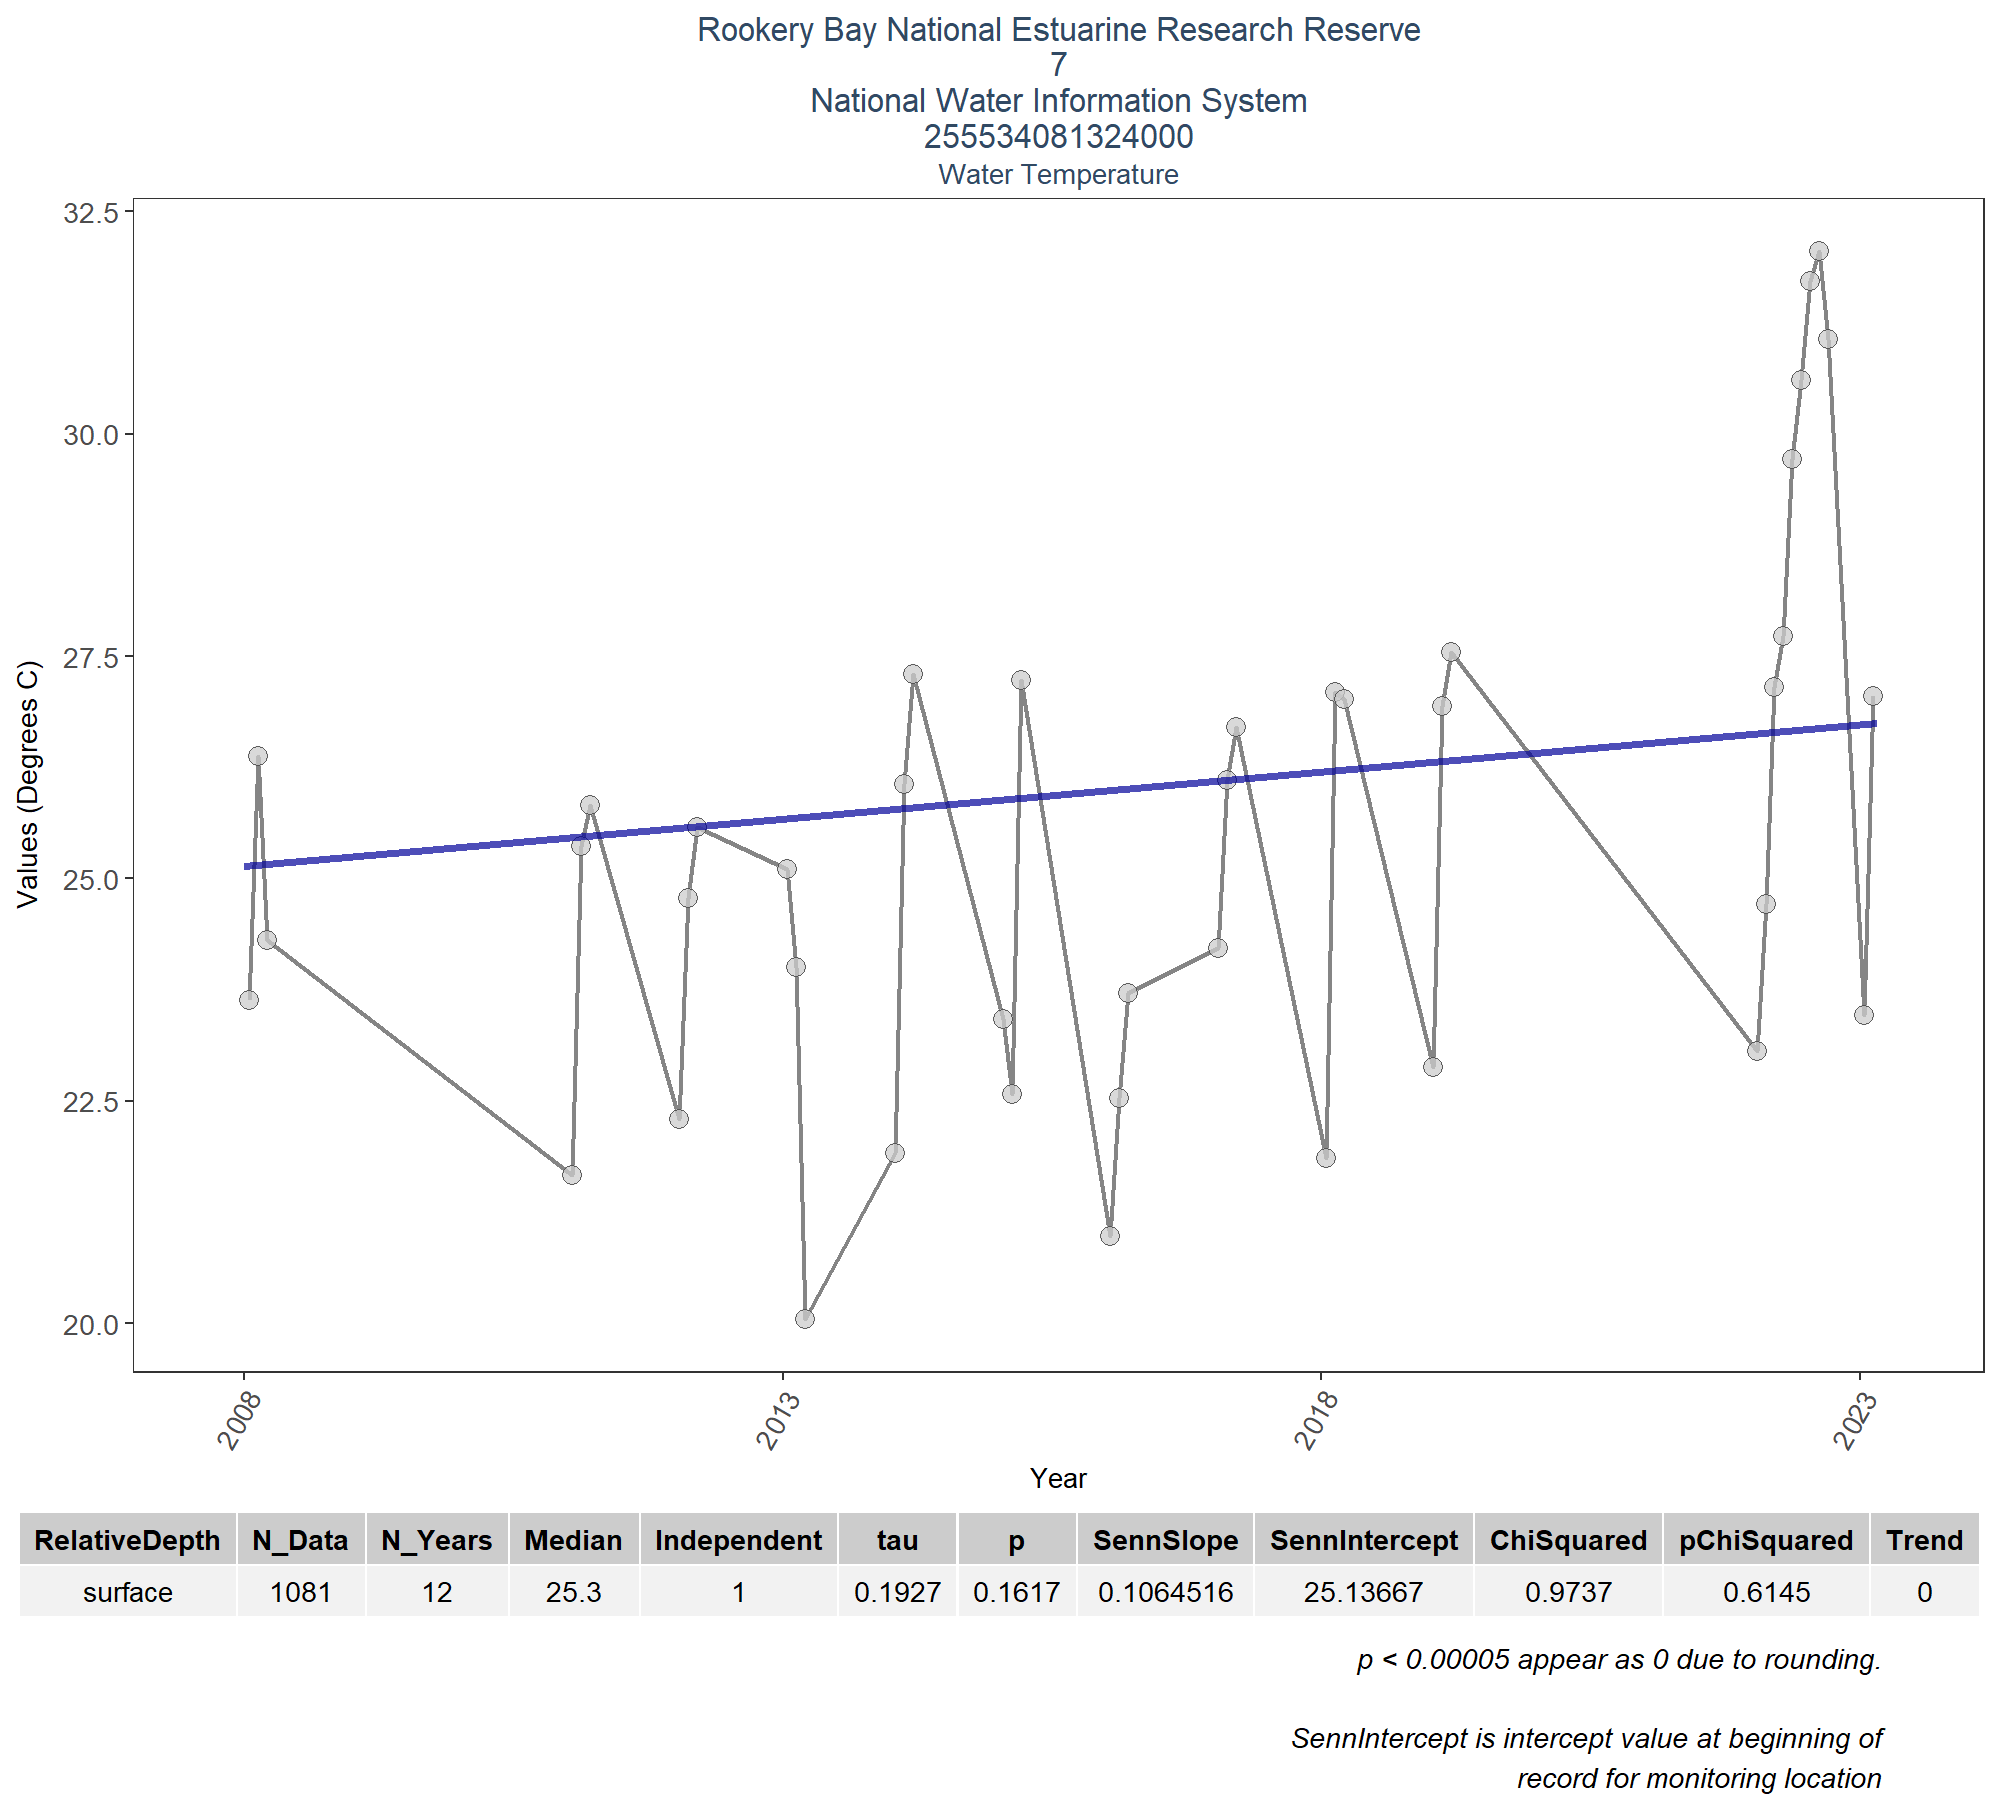 Rookery Bay National Estuarine Research Reserve
7
National Water Information System
255534081324000
Water Temperature
Values (Degrees C)
32.5
30.0
27.5
25.0
22.5
20.0
2008 2013 2018 2023
Year
RelativeDepth N_Data N_Years Median Independent tau p SennSlope SennIntercept ChiSquared pChiSquared Trend
surface 1081 12 25.3 1 0.1927 0.1617 0.1064516 25.13667 0.9737 0.6145 0
p < 0.00005 appear as 0 due to rounding.
SennIntercept is intercept value at beginning of
record for monitoring location